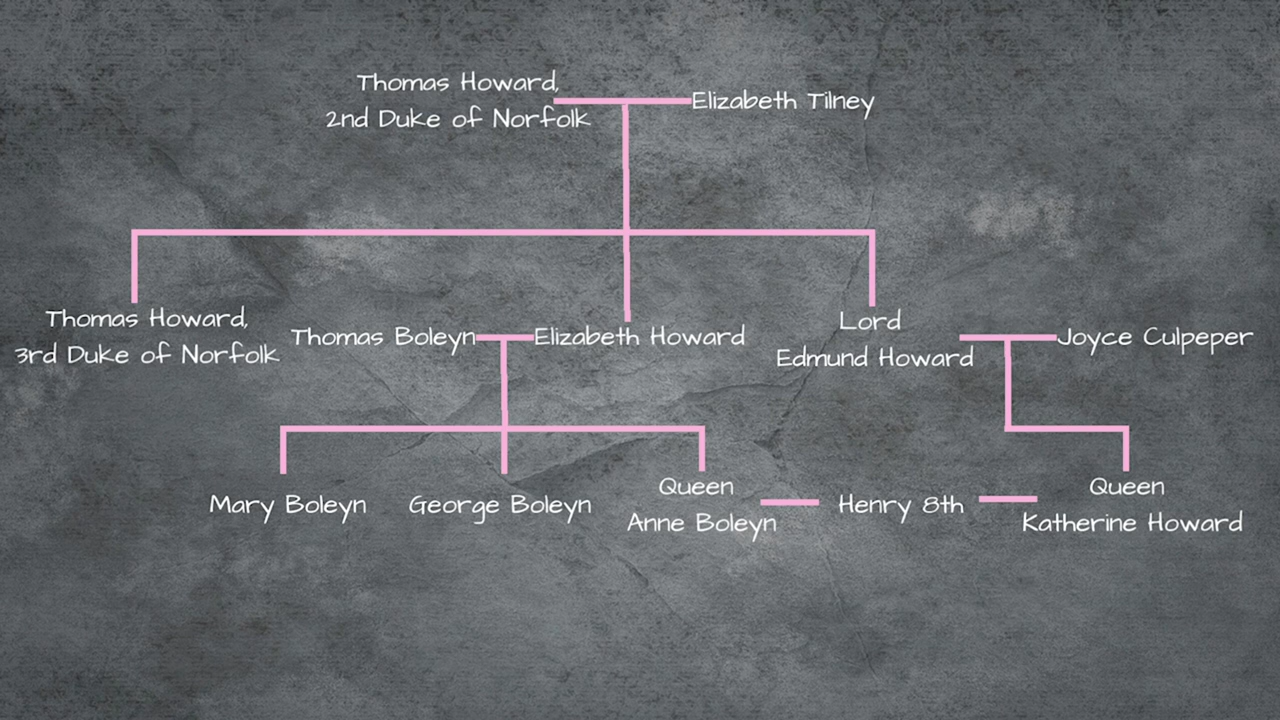 Thomas Howard,
2nd Duke of Norfolk
Elizabeth Tilney
Thomas Howard,
3rd Duke of Norfolk
Thomas Boleyn
Elizabeth Howard
Lord
Edmund Howard
Joyce Culpeper
Mary Boleyn
George Boleyn
Queen
Anne Boleyn
Henry 8th
Queen
Katherine Howard